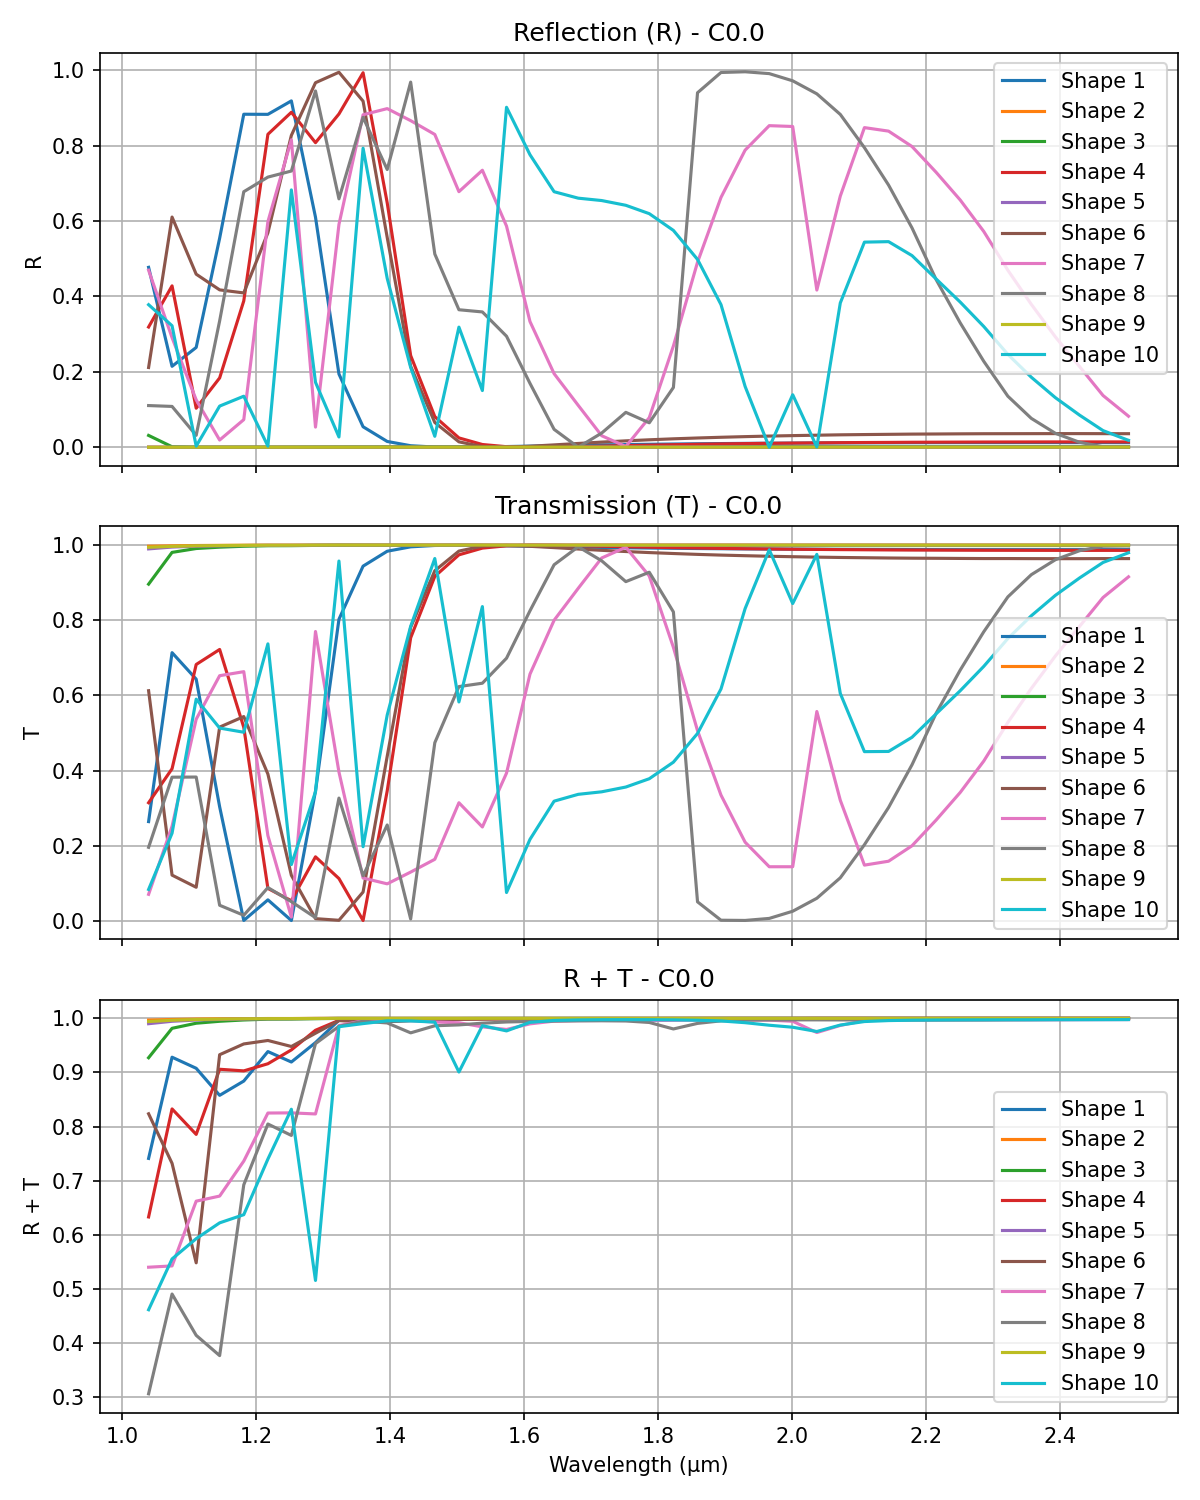 Reflection (R) - C0.0
1.0
0.8
0.6
0.4
0.2
0.0
R
Shape 1
Shape 2
Shape 3
Shape 4
Shape 5
Shape 6
Shape 7
Shape 8
Shape 9
Shape 10
Transmission (T) - C0.0
1.0
0.8
0.6
0.4
0.2
0.0
T
Shape 1
Shape 2
Shape 3
Shape 4
Shape 5
Shape 6
Shape 7
Shape 8
Shape 9
Shape 10
R + T - C0.0
1.0
0.9
0.8
0.7
0.6
0.5
0.4
0.3
R + T
Shape 1
Shape 2
Shape 3
Shape 4
Shape 5
Shape 6
Shape 7
Shape 8
Shape 9
Shape 10
1.0 1.2 1.4 1.6 1.8 2.0 2.2 2.4
Wavelength (μm)